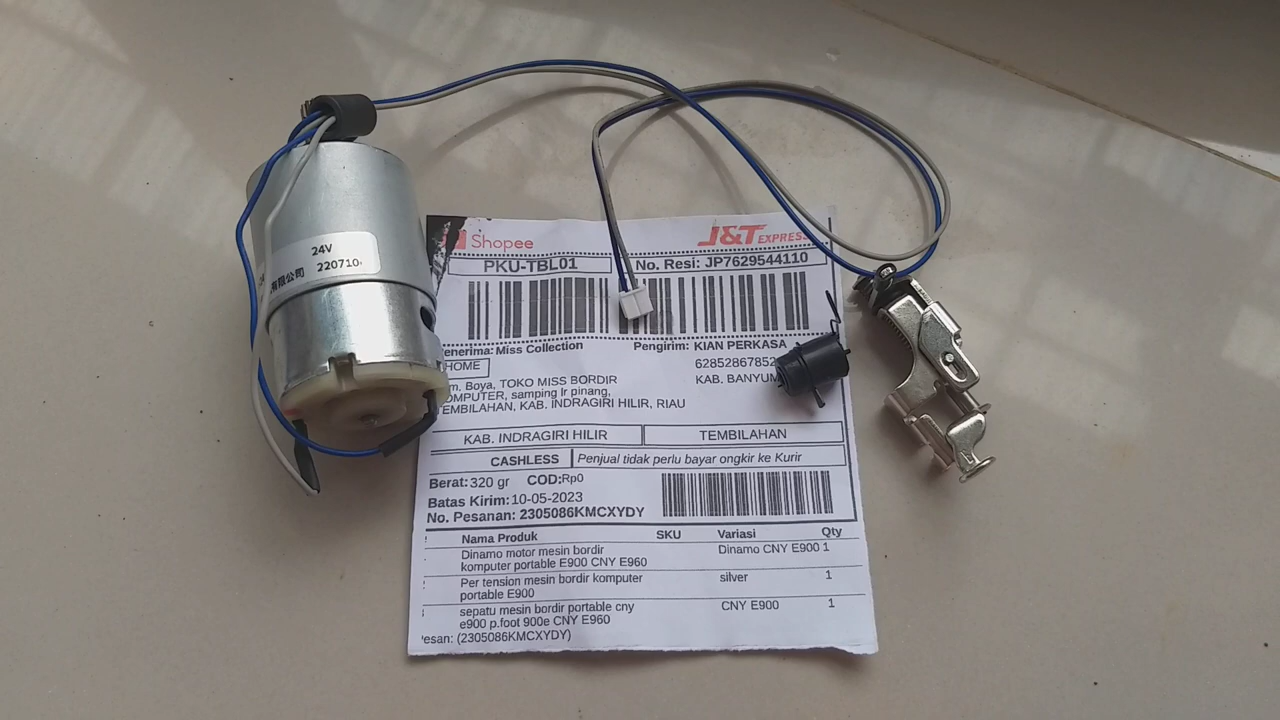 24V
有限公司 220710
Shopee
J&T EXPRESS
PKU-TBL01
No. Resi: JP7629544110
enerima: Miss Collection
Pengirim: KIAN PERKASA
HOME
62852867852
m. Boya, TOKO MISS BORDIR
KAB. BANYUM
OMPUTER, samping lr pinang,
EMBILAHAN, KAB. INDRAGIRI HILIR, RIAU
KAB. INDRAGIRI HILIR
TEMBILAHAN
CASHLESS
Penjual tidak perlu bayar ongkir ke Kurir
Berat: 320 gr COD: Rp0
Batas Kirim: 10-05-2023
No. Pesanan: 2305086KMCXYDY
Nama Produk SKU Variasi Qty
Dinamo motor mesin bordir Dinamo CNY E900 1
komputer portable E900 CNY E960
Per tension mesin bordir komputer silver 1
portable E900
sepatu mesin bordir portable cny CNY E900 1
e900 p.foot 900e CNY E960
esan: (2305086KMCXYDY)